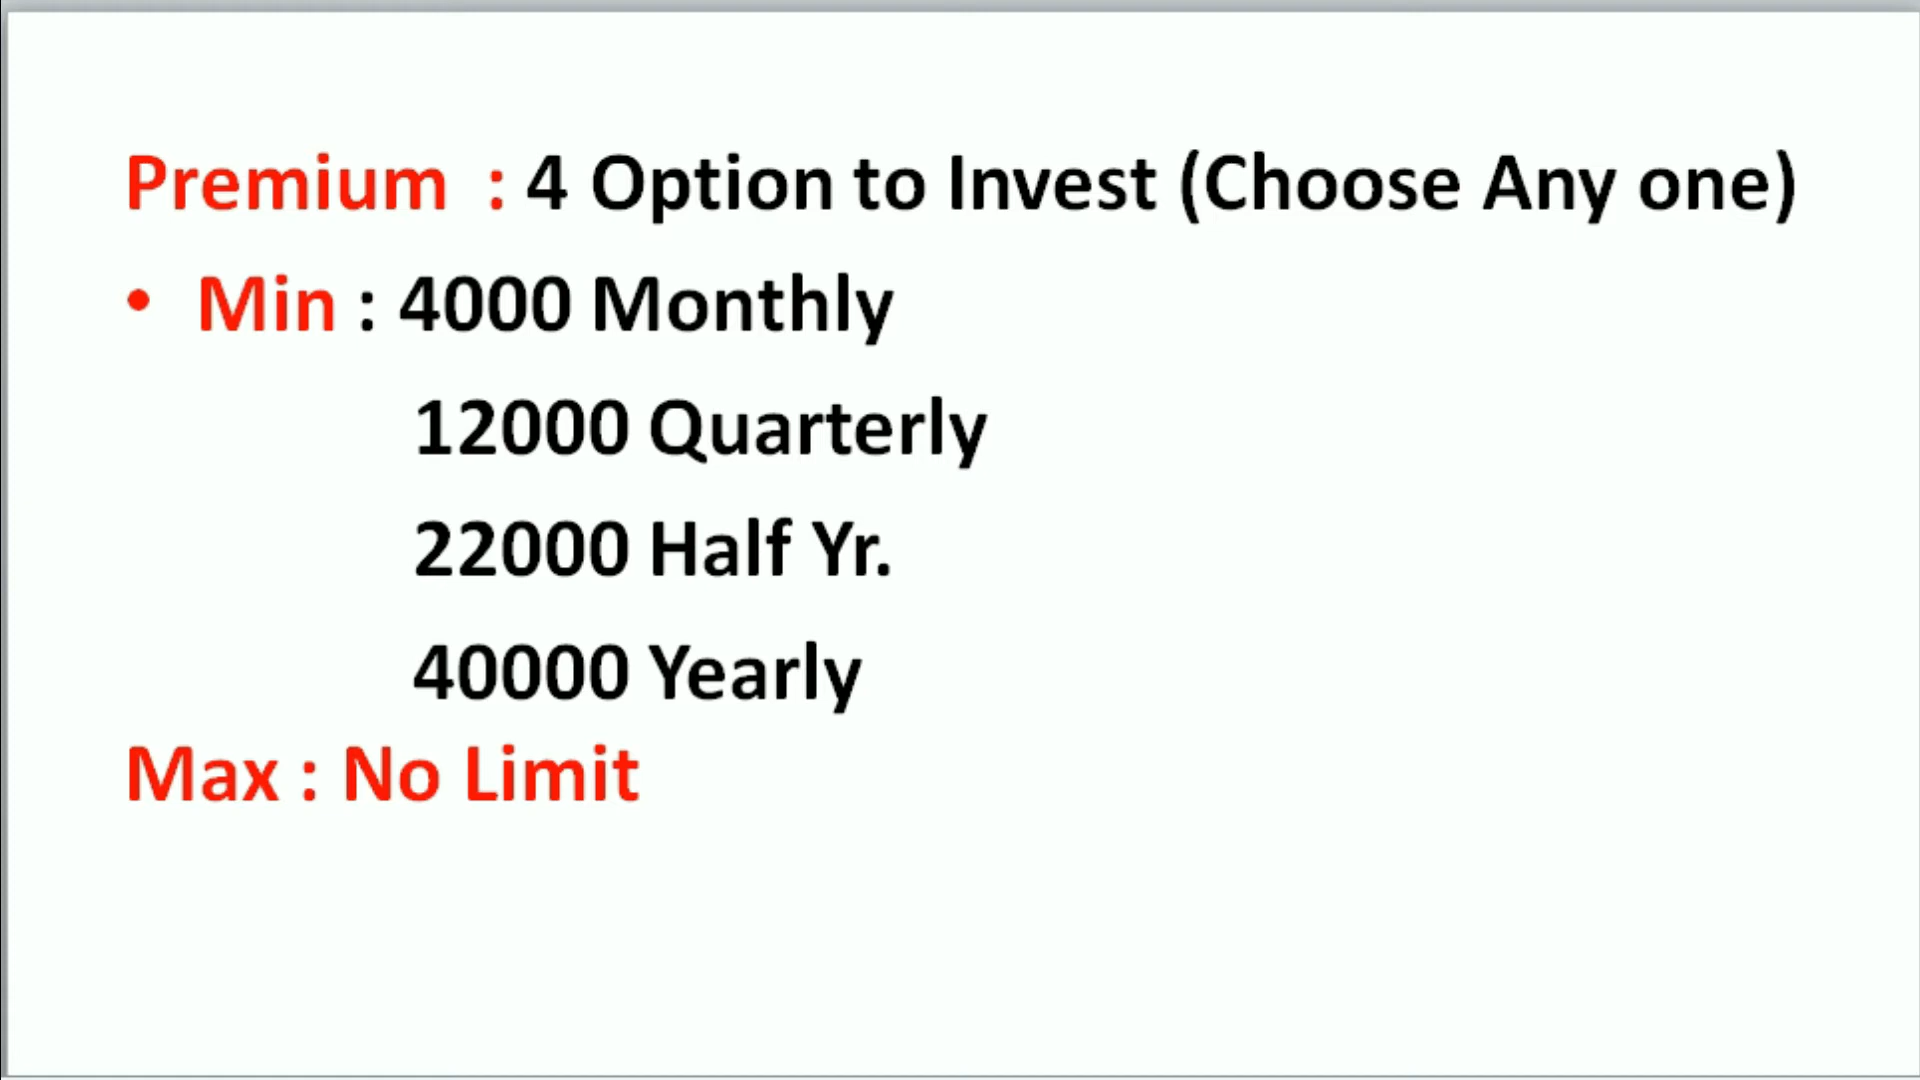 Premium : 4 Option to Invest (Choose Any one)
• Min : 4000 Monthly
12000 Quarterly
22000 Half Yr.
40000 Yearly
Max : No Limit